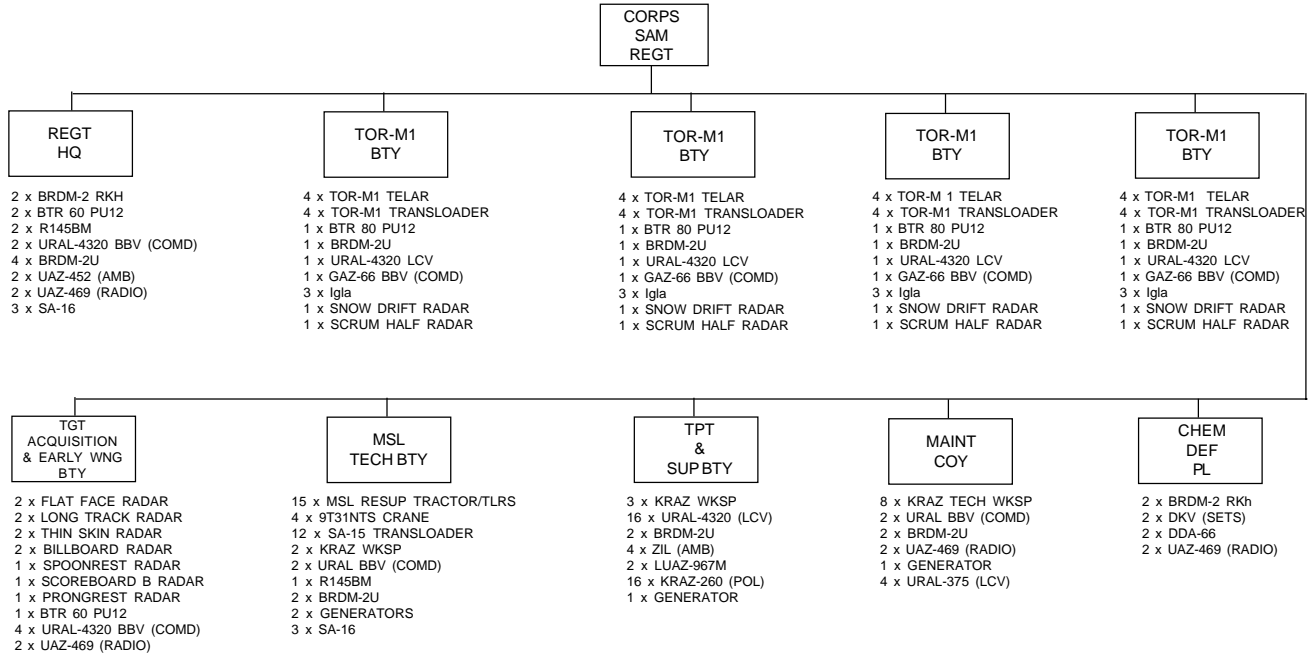 CORPS
SAM
REGT
REGT
HQ
2 x BRDM-2 RKH
2 x BTR 60 PU12
2 x R145BM
2 x URAL-4320 BBV (COMD)
4 x BRDM-2U
2 x UAZ-452 (AMB)
2 x UAZ-469 (RADIO)
3 x SA-16
TOR-M1
BTY
4 x TOR-M1 TELAR
4 x TOR-M1 TRANSLOADER
1 x BTR 80 PU12
1 x BRDM-2U
1 x URAL-4320 LCV
1 x GAZ-66 BBV (COMD)
3 x Igla
1 x SNOW DRIFT RADAR
1 x SCRUM HALF RADAR
TOR-M1
BTY
4 x TOR-M1 TELAR
4 x TOR-M1 TRANSLOADER
1 x BTR 80 PU12
1 x BRDM-2U
1 x URAL-4320 LCV
1 x GAZ-66 BBV (COMD)
3 x Igla
1 x SNOW DRIFT RADAR
1 x SCRUM HALF RADAR
TOR-M1
BTY
4 x TOR-M 1 TELAR
4 x TOR-M1 TRANSLOADER
1 x BTR 80 PU12
1 x BRDM-2U
1 x URAL-4320 LCV
1 x GAZ-66 BBV (COMD)
3 x Igla
1 x SNOW DRIFT RADAR
1 x SCRUM HALF RADAR
TOR-M1
BTY
4 x TOR-M1 TELAR
4 x TOR-M1 TRANSLOADER
1 x BTR 80 PU12
1 x BRDM-2U
1 x URAL-4320 LCV
1 x GAZ-66 BBV (COMD)
3 x Igla
1 x SNOW DRIFT RADAR
1 x SCRUM HALF RADAR
TGT
ACQUISITION
& EARLY WNG
BTY
2 x FLAT FACE RADAR
2 x LONG TRACK RADAR
2 x THIN SKIN RADAR
2 x BILLBOARD RADAR
1 x SPOONREST RADAR
1 x SCOREBOARD B RADAR
1 x PRONGREST RADAR
1 x BTR 60 PU12
4 x URAL-4320 BBV (COMD)
2 x UAZ-469 (RADIO)
MSL
TECH BTY
15 x MSL RESUP TRACTOR/TLRS
4 x 9T31NTS CRANE
12 x SA-15 TRANSLOADER
2 x KRAZ WKSP
2 x URAL BBV (COMD)
1 x R145BM
2 x BRDM-2U
2 x GENERATORS
3 x SA-16
TPT
&
SUP BTY
3 x KRAZ WKSP
16 x URAL-4320 (LCV)
2 x BRDM-2U
4 x ZIL (AMB)
2 x LUAZ-967M
16 x KRAZ-260 (POL)
1 x GENERATOR
MAINT
COY
8 x KRAZ TECH WKSP
2 x URAL BBV (COMD)
2 x BRDM-2U
2 x UAZ-469 (RADIO)
1 x GENERATOR
4 x URAL-375 (LCV)
CHEM
DEF
PL
2 x BRDM-2 RKh
2 x DKV (SETS)
2 x DDA-66
2 x UAZ-469 (RADIO)